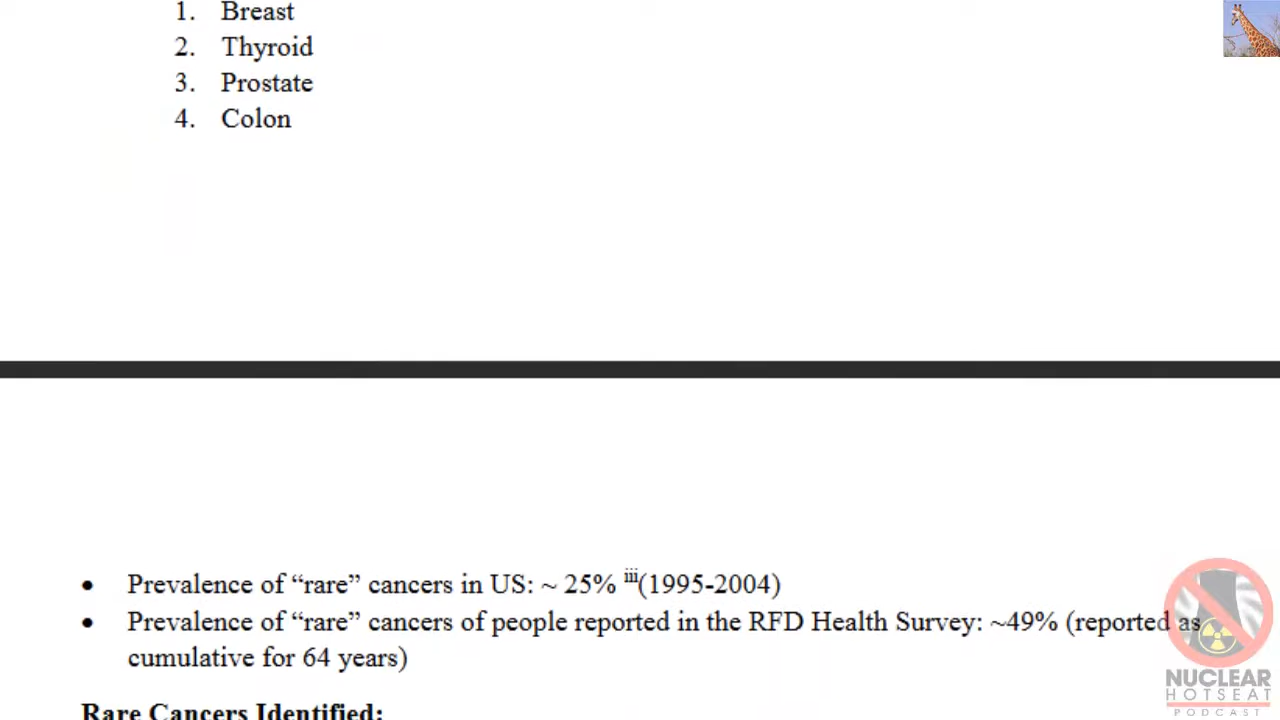 1. Breast
2. Thyroid
3. Prostate
4. Colon
• Prevalence of “rare” cancers in US: ~ 25% iii(1995-2004)
• Prevalence of “rare” cancers of people reported in the RFD Health Survey: ~49% (reported as
cumulative for 64 years)
Rare Cancers Identified:
NUCLEAR
HOTSEAT
PODCAST